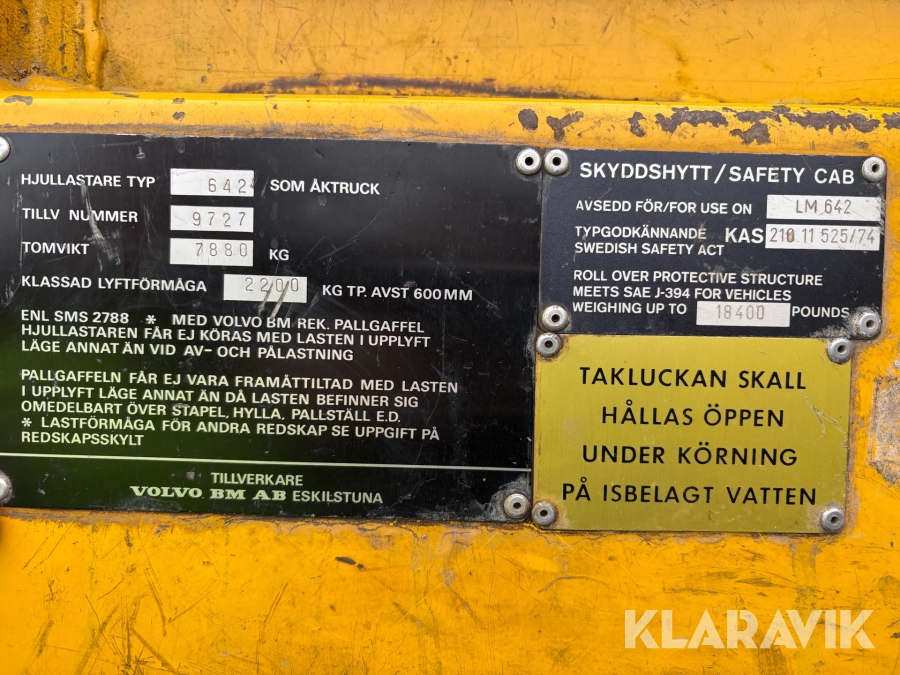 HJULLASTARE TYP 642 SOM ÅKTRUCK
TILLV NUMMER 9727
TOMVIKT 7880 KG
KLASSAD LYFTFÖRMÅGA 2200 KG TP. AVST 600 MM
ENL SMS 2788 * MED VOLVO BM REK. PALLGAFFEL
HJULLASTAREN FÅR EJ KÖRAS MED LASTEN I UPPLYFT
LÄGE ANNAT ÄN VID AV- OCH PÅLASTNING
PALLGAFFELN FÅR EJ VARA FRAMÅTTILTAD MED LASTEN
I UPPLYFT LÄGE ANNAT ÄN DÅ LASTEN BEFINNER SIG
OMEDELBART ÖVER STAPEL, HYLLA, PALLSTÄLL E.D.
* LASTFÖRMÅGA FÖR ANDRA REDSKAP SE UPPGIFT PÅ
REDSKAPSSKYLT
TILLVERKARE
VOLVO BM AB ESKILSTUNA
SKYDDSHYTT/SAFETY CAB
AVSEDD FÖR/FOR USE ON LM 642
TYPGODKÄNNANDE KAS 210.11 525/74
SWEDISH SAFETY ACT
ROLL OVER PROTECTIVE STRUCTURE
MEETS SAE J-394 FOR VEHICLES
WEIGHING UP TO 18400 POUNDS
TAKLUCKAN SKALL
HÅLLAS ÖPPEN
UNDER KÖRNING
PÅ ISBELAGT VATTEN
KLARAVIK